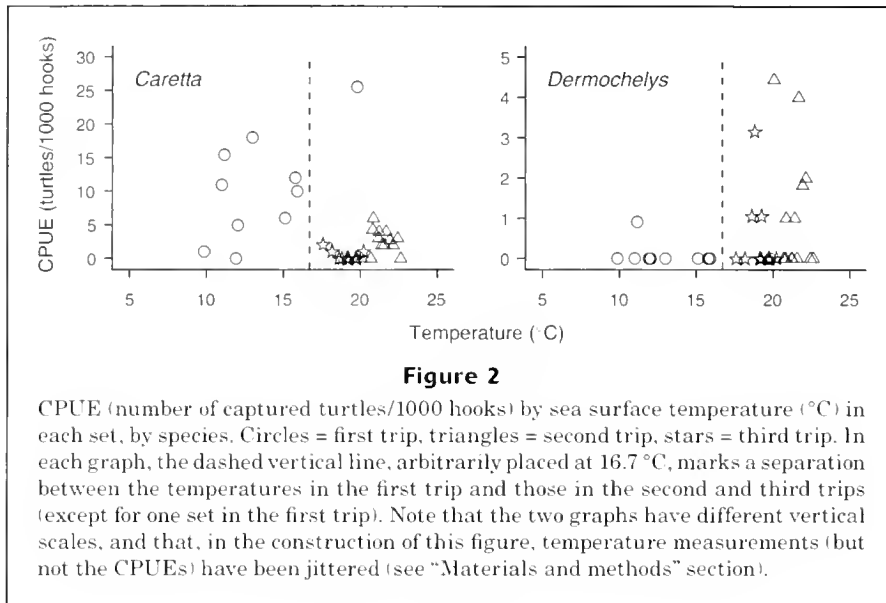 30
25
20
15
10
5
0
CPUE (turtles/1000 hooks)
Caretta
5 10 15 20 25
5
4
3
2
1
0
Dermochelys
5 10 15 20 25
Temperature (°C)
Figure 2
CPUE (number of captured turtles/1000 hooks) by sea surface temperature (°C) in
each set, by species. Circles = first trip, triangles = second trip, stars = third trip. In
each graph, the dashed vertical line, arbitrarily placed at 16.7 °C, marks a separation
between the temperatures in the first trip and those in the second and third trips
(except for one set in the first trip). Note that the two graphs have different vertical
scales, and that, in the construction of this figure, temperature measurements (but
not the CPUEs) have been jittered (see “Materials and methods” section).